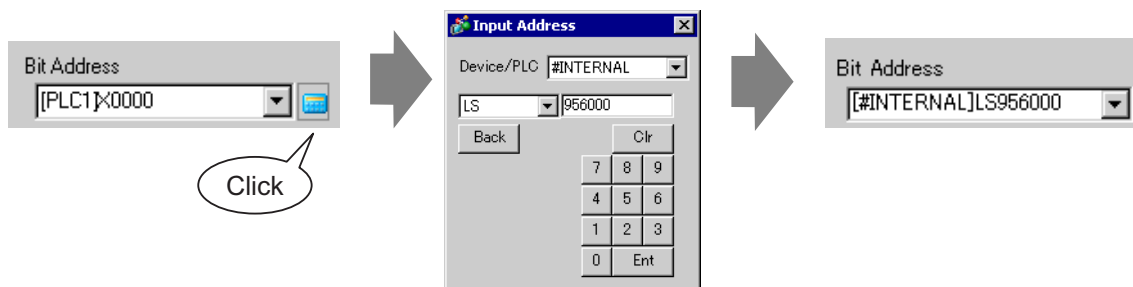 Bit Address
[PLC1]X0000
Click
Input Address
Device/PLC #INTERNAL
LS 956000
Back Clr
7 8 9
4 5 6
1 2 3
0 Ent
Bit Address
[#INTERNAL]LS956000